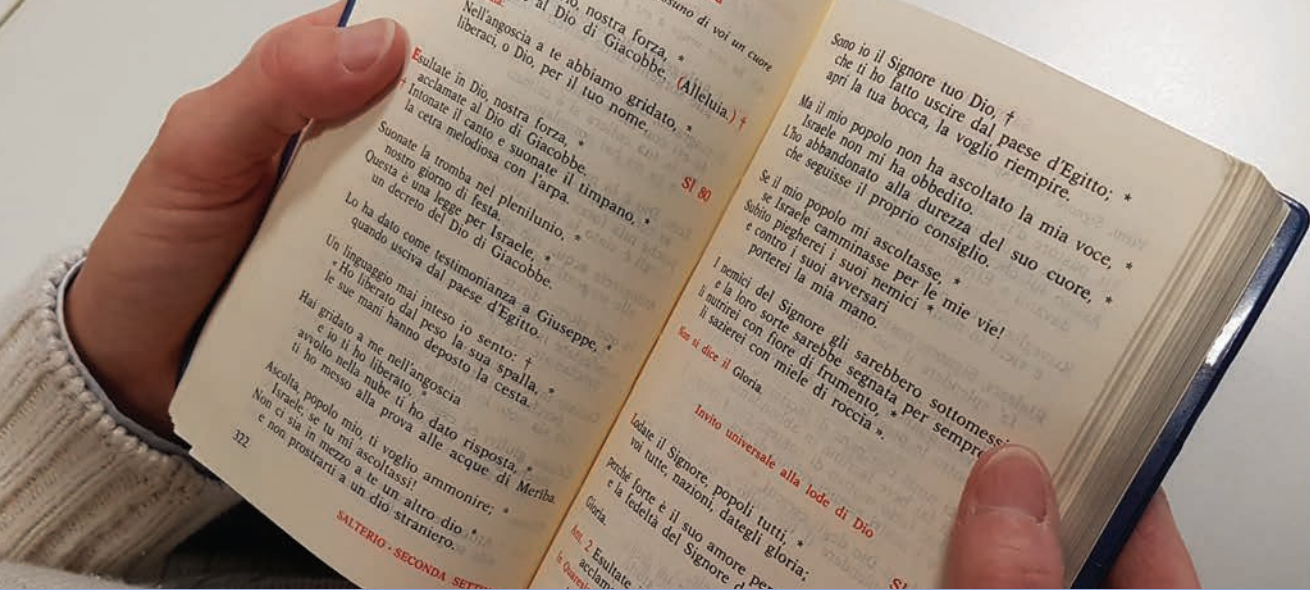 suno di voi un cuore
io, nostra forza, *
e al Dio di Giacobbe. (Alleluia.) †
Nell'angoscia a te abbiamo gridato, *
liberaci, o Dio, per il tuo nome.
Sl 80
Esultate in Dio, nostra forza, *
acclamate al Dio di Giacobbe.
† Intonate il canto e suonate il timpano, *
la cetra melodiosa con l'arpa.
Suonate la tromba nel plenilunio, *
nostro giorno di festa.
Questa è una legge per Israele, *
un decreto del Dio di Giacobbe.
Lo ha dato come testimonianza a Giuseppe, *
quando usciva dal paese d'Egitto.
Un linguaggio mai inteso io sento: †
« Ho liberato dal peso la sua spalla, *
le sue mani hanno deposto la cesta.
Hai gridato a me nell'angoscia
e io ti ho liberato, *
avvolto nella nube ti ho dato risposta, *
ti ho messo alla prova alle acque di Meriba.
Ascolta, popolo mio, ti voglio ammonire; *
Israele, se tu mi ascoltassi!
Non ci sia in mezzo a te un altro dio *
e non prostrarti a un dio straniero.
322
SALTERIO - SECONDA SETTI
Sono io il Signore tuo Dio, †
che ti ho fatto uscire dal paese d'Egitto; *
apri la tua bocca, la voglio riempire.
Ma il mio popolo non ha ascoltato la mia voce, *
Israele non mi ha obbedito.
L'ho abbandonato alla durezza del suo cuore, *
che seguisse il proprio consiglio.
Se il mio popolo mi ascoltasse, *
se Israele camminasse per le mie vie!
Subito piegherei i suoi nemici *
e contro i suoi avversari
porterei la mia mano.
I nemici del Signore gli sarebbero sottomessi
e la loro sorte sarebbe segnata per sempre
li nutrirei con fiore di frumento, *
li sazierei con miele di roccia ».
Non si dice il Gloria.
Invito universale alla lode di Dio
Lodate il Signore, popoli tutti, *
voi tutte, nazioni, dategli gloria;
perché forte è il suo amore per
e la fedeltà del Signore d
Gloria.
Ant. 2 Esultate i
acclam
In Quaresi